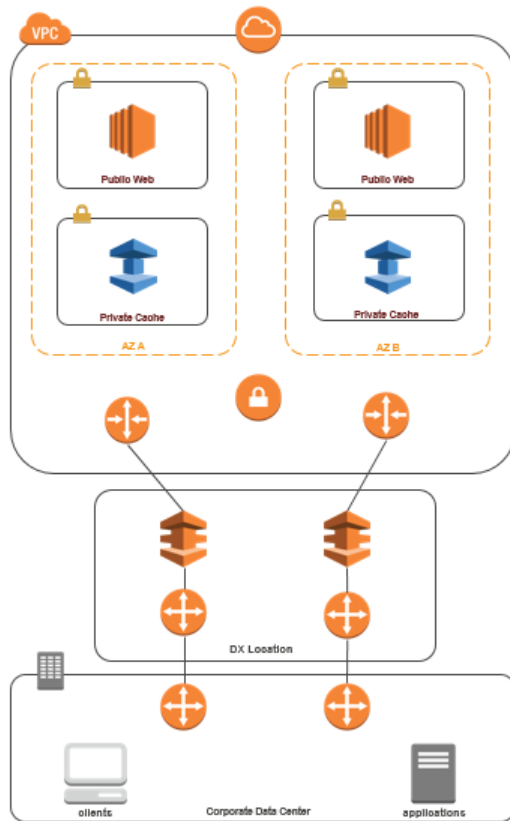 VPC
Public Web
Public Web
Private Cache
Private Cache
AZ A
AZ B
DX Location
clients
Corporate Data Center
applications